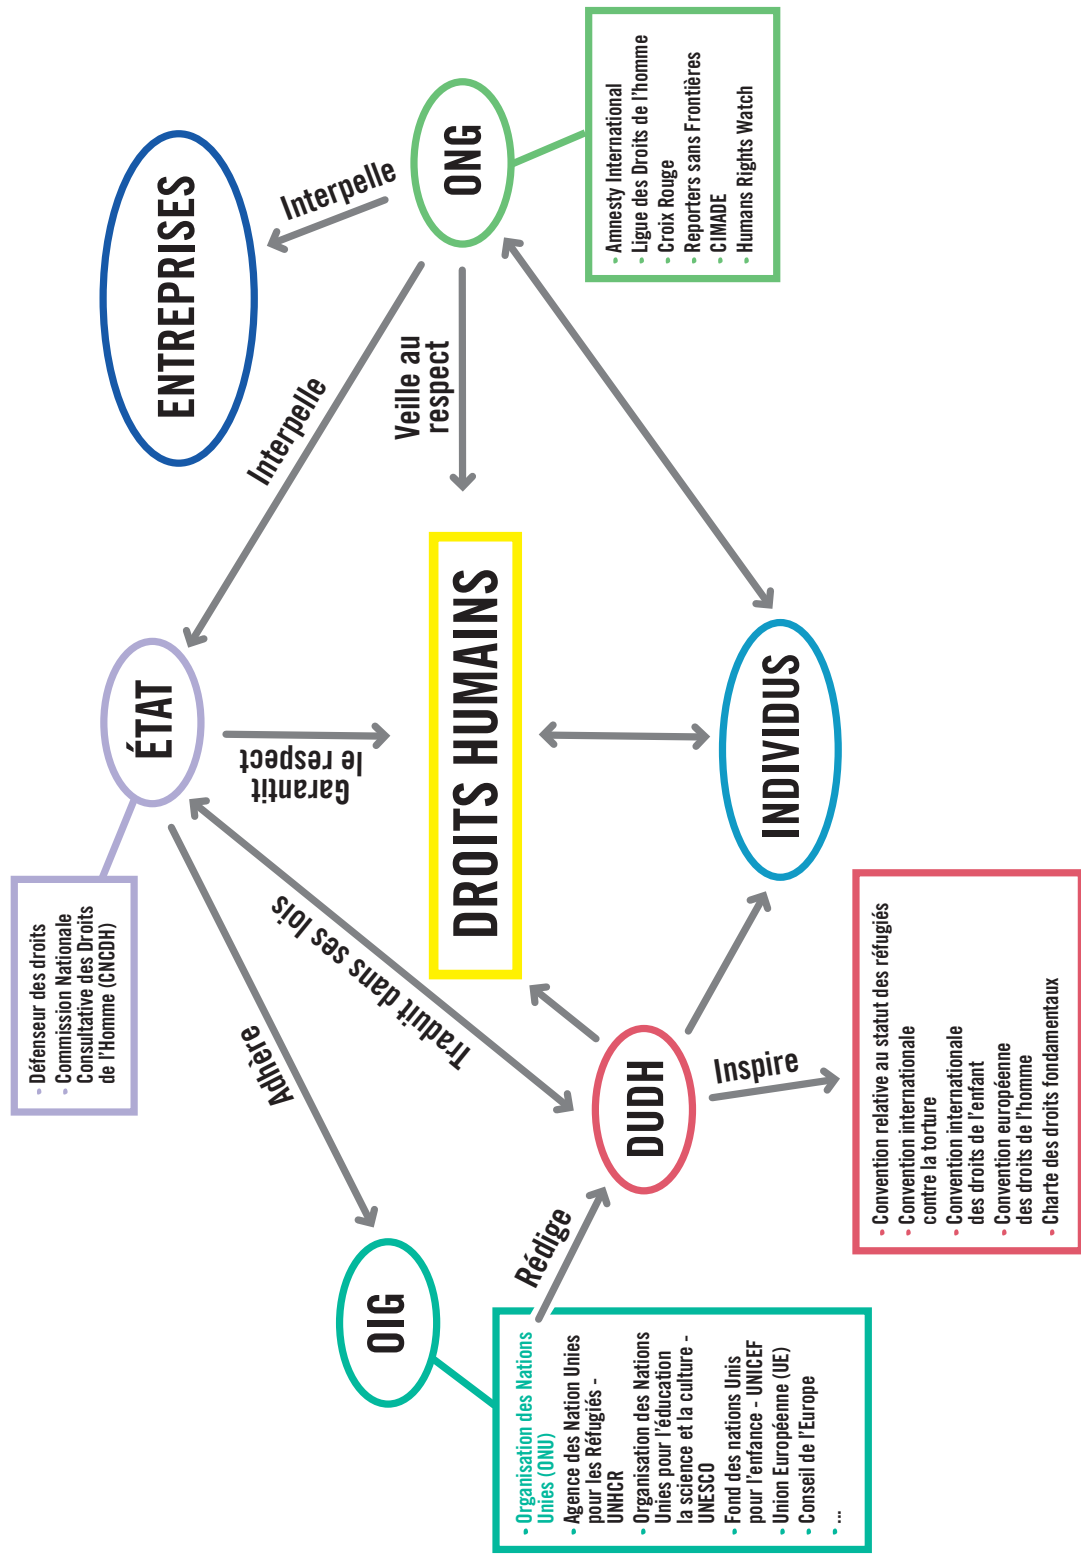 - Défenseur des droits
- Commission Nationale
Consultative des Droits
de l'Homme (CNCDH)
ÉTAT
ENTREPRISES
Interpelle
Interpelle
Adhère
Garantit
le respect
Traduit dans ses lois
Veille au
respect
ONG
- Amnesty International
- Ligue des Droits de l'homme
- Croix Rouge
- Reporters sans Frontières
- CIMADE
- Humans Rights Watch
OIG
DROITS HUMAINS
- Organisation des Nations
Unies (ONU)
- Agence des Nation Unies
pour les Réfugiés -
UNHCR
- Organisation des Nations
Unies pour l'éducation
la science et la culture -
UNESCO
- Fond des nations Unis
pour l'enfance - UNICEF
- Union Européenne (UE)
- Conseil de l'Europe
- ...
Rédige
DUDH
Inspire
INDIVIDUS
- Convention relative au statut des réfugiés
- Convention internationale
contre la torture
- Convention internationale
des droits de l'enfant
- Convention européenne
des droits de l'homme
- Charte des droits fondamentaux